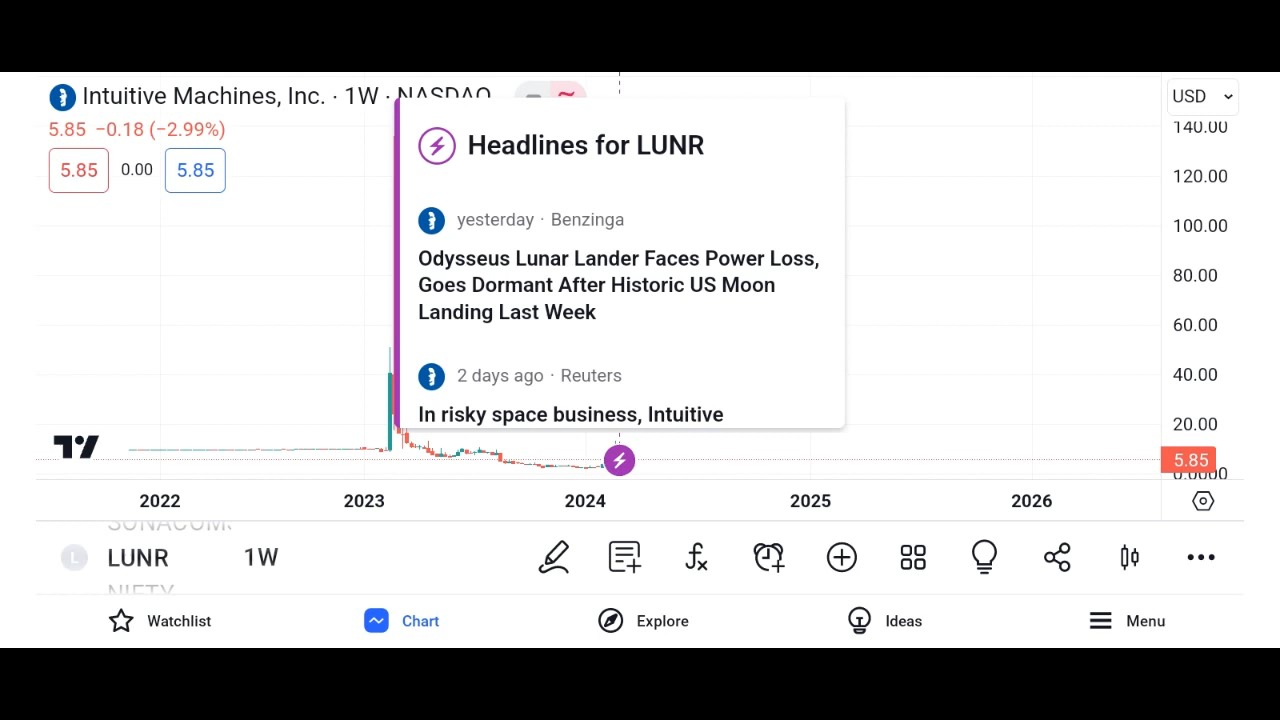 Intuitive Machines, Inc. · 1W · NASDAQ
USD
5.85 −0.18 (−2.99%)
5.85 0.00 5.85
Headlines for LUNR
yesterday · Benzinga
Odysseus Lunar Lander Faces Power Loss,
Goes Dormant After Historic US Moon
Landing Last Week
2 days ago · Reuters
In risky space business, Intuitive
140.00
120.00
100.00
80.00
60.00
40.00
20.00
5.85
0.0000
2022 2023 2024 2025 2026
L LUNR 1W
NIFTY
Watchlist Chart Explore Ideas Menu